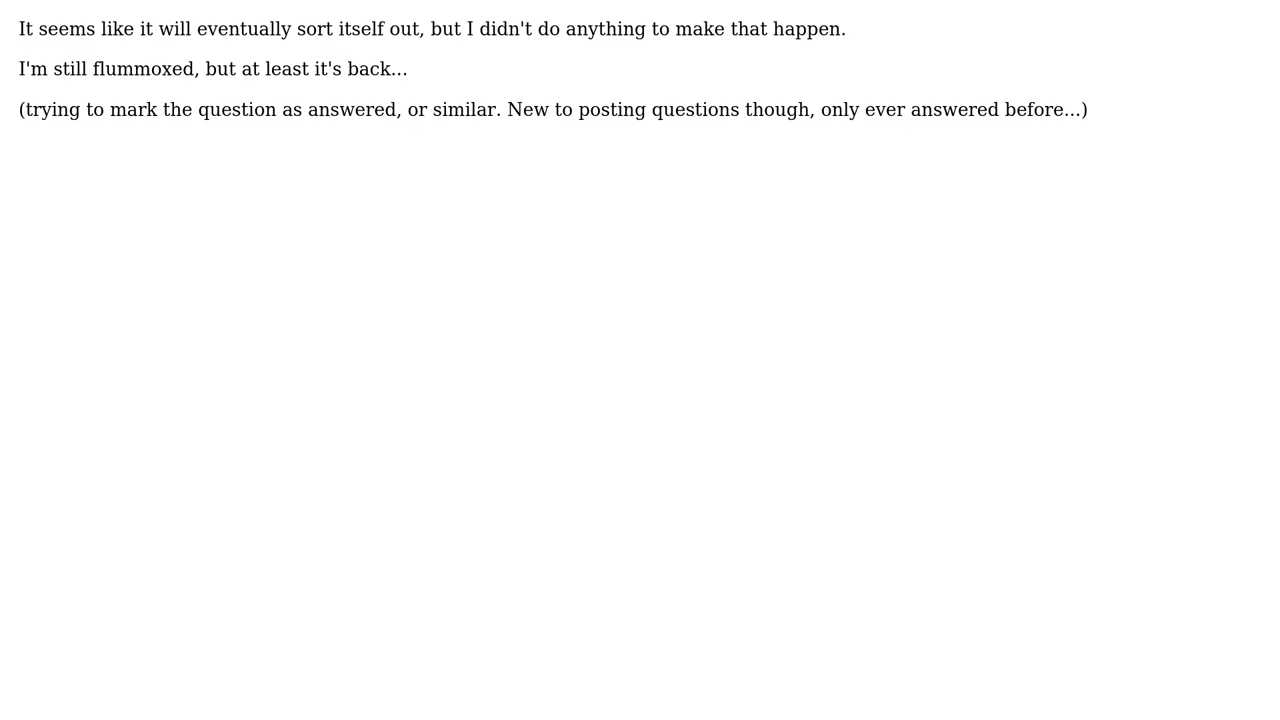 It seems like it will eventually sort itself out, but I didn't do anything to make that happen.
I'm still flummoxed, but at least it's back...
(trying to mark the question as answered, or similar. New to posting questions though, only ever answered before...)